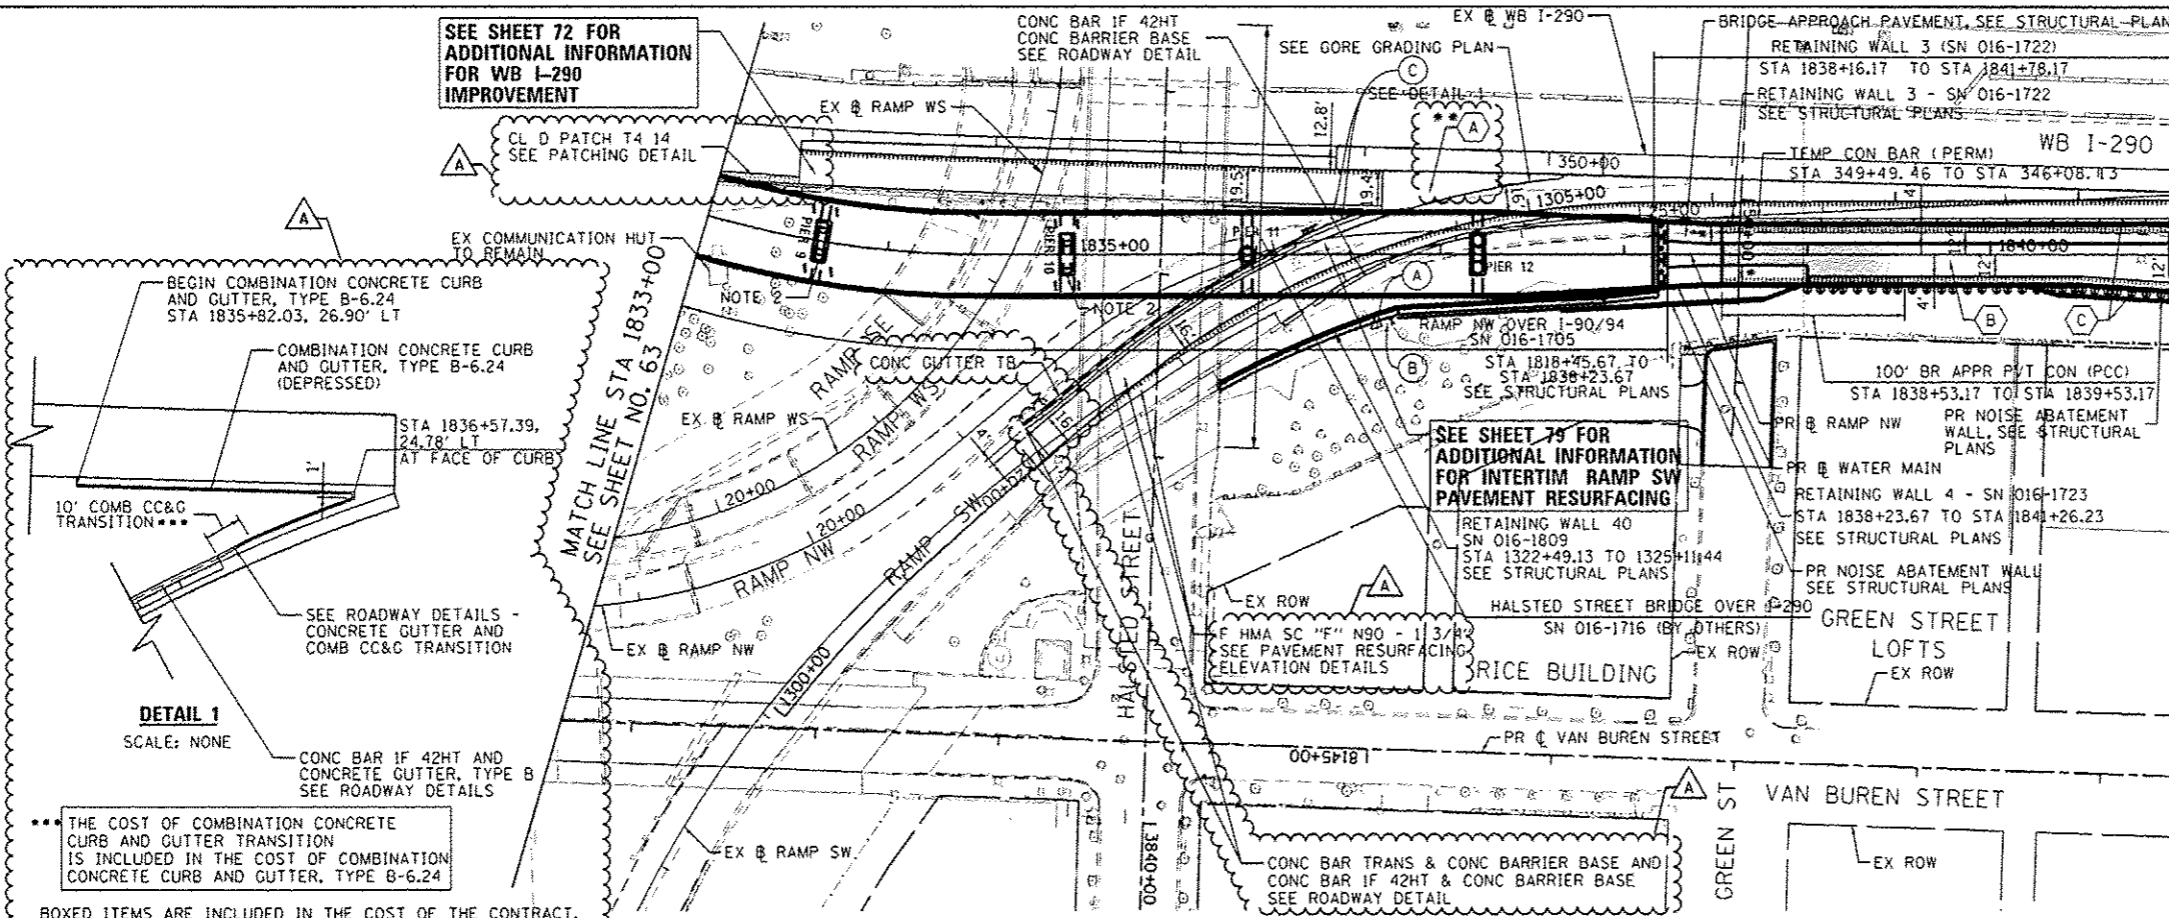 SEE SHEET 72 FOR
ADDITIONAL INFORMATION
FOR WB I-290
IMPROVEMENT
CONC BAR IF 42HT
CONC BARRIER BASE
SEE ROADWAY DETAIL
EX ⅊ WB I-290
SEE GORE GRADING PLAN
C
SEE DETAIL 1
**
A
BRIDGE APPROACH PAVEMENT, SEE STRUCTURAL PLAN
RETAINING WALL 3 (SN 016-1722)
STA 1838+16.17 TO STA 1841+78.17
RETAINING WALL 3 - SN 016-1722
SEE STRUCTURAL PLANS
WB I-290
TEMP CON BAR (PERM)
STA 349+49.46 TO STA 346+08.13
EX ⅊ RAMP WS
CL D PATCH T4 14
SEE PATCHING DETAIL
A
A
12.8'
19.5'
19.4'
350+00
1305+00
EX COMMUNICATION HUT
TO REMAIN
NOTE 2
PIER 9
PIER 10
1835+00
NOTE 2
PIER 11
PIER 12
1840+00
12'
12'
12'
4'
4'
A
B
B
C
BEGIN COMBINATION CONCRETE CURB
AND GUTTER, TYPE B-6.24
STA 1835+82.03, 26.90' LT
COMBINATION CONCRETE CURB
AND GUTTER, TYPE B-6.24
(DEPRESSED)
STA 1836+57.39,
24.78' LT
AT FACE OF CURB
1'
10' COMB CC&G
TRANSITION ***
SEE ROADWAY DETAILS -
CONCRETE GUTTER AND
COMB CC&G TRANSITION
DETAIL 1
SCALE: NONE
CONC BAR IF 42HT AND
CONCRETE GUTTER, TYPE B
SEE ROADWAY DETAILS
*** THE COST OF COMBINATION CONCRETE
CURB AND GUTTER TRANSITION
IS INCLUDED IN THE COST OF COMBINATION
CONCRETE CURB AND GUTTER, TYPE B-6.24
BOXED ITEMS ARE INCLUDED IN THE COST OF THE CONTRACT.
MATCH LINE STA 1833+00
SEE SHEET NO. 63
RAMP SE
RAMP WS
CONC GUTTER TB
EX ⅊ RAMP WS
120+00
120+00
RAMP NW
RAMP SW
6'
6'
4'
EX ⅊ RAMP NW
1300+00
EX ⅊ RAMP SW
HALSTED STREET
HALSTED STREET
13840+00
RAMP NW OVER I-90/94
SN 016-1705
STA 1818+45.67 TO
STA 1838+23.67
SEE STRUCTURAL PLANS
SEE SHEET 79 FOR
ADDITIONAL INFORMATION
FOR INTERTIM RAMP SW
PAVEMENT RESURFACING
RETAINING WALL 40
SN 016-1809
STA 1322+49.13 TO 1325+11.44
SEE STRUCTURAL PLANS
A
EX ROW
HALSTED STREET BRIDGE OVER I-290
SN 016-1716 (BY OTHERS)
F HMA SC "F" N90 - 1 3/4"
SEE PAVEMENT RESURFACING
ELEVATION DETAILS
RICE BUILDING
EX ROW
100' BR APPR PVT CON (PCC)
STA 1838+53.17 TO STA 1839+53.17
PR ⅊ RAMP NW
PR NOISE ABATEMENT
WALL, SEE STRUCTURAL
PLANS
PR ⅊ WATER MAIN
RETAINING WALL 4 - SN 016-1723
STA 1838+23.67 TO STA 1841+26.23
SEE STRUCTURAL PLANS
PR NOISE ABATEMENT WALL
SEE STRUCTURAL PLANS
GREEN STREET
LOFTS
EX ROW
PR ℄ VAN BUREN STREET
18145+00
A
GREEN ST
VAN BUREN STREET
EX ROW
CONC BAR TRANS & CONC BARRIER BASE AND
CONC BAR IF 42HT & CONC BARRIER BASE
SEE ROADWAY DETAIL